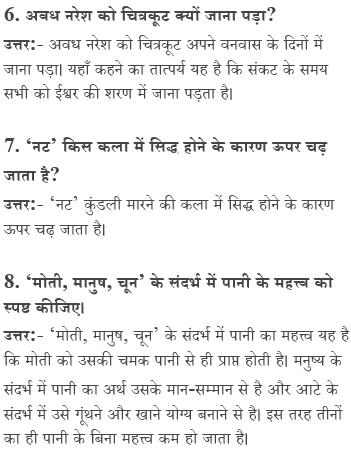 6. अवध नरेश को चित्रकूट क्यों जाना पड़ा?
उत्तर:- अवध नरेश को चित्रकूट अपने वनवास के दिनों में
जाना पड़ा। यहाँ कहने का तात्पर्य यह है कि संकट के समय
सभी को ईश्वर की शरण में जाना पड़ता है।
7. ‘नट’ किस कला में सिद्ध होने के कारण ऊपर चढ़
जाता है?
उत्तर:- ‘नट’ कुंडली मारने की कला में सिद्ध होने के कारण
ऊपर चढ़ जाता है।
8. ‘मोती, मानुष, चून’ के संदर्भ में पानी के महत्त्व को
स्पष्ट कीजिए।
उत्तर:- ‘मोती, मानुष, चून’ के संदर्भ में पानी का महत्त्व यह है
कि मोती को उसकी चमक पानी से ही प्राप्त होती है। मनुष्य के
संदर्भ में पानी का अर्थ उसके मान-सम्मान से है और आटे के
संदर्भ में उसे गूंथने और खाने योग्य बनाने से है। इस तरह तीनों
का ही पानी के बिना महत्त्व कम हो जाता है।